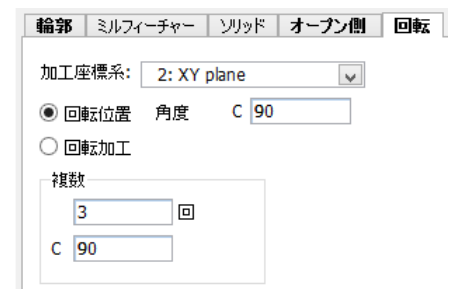 輪郭 ミルフィーチャー ソリッド オープン側 回転
加工座標系: 2: XY plane
回転位置 角度 C 90
回転加工
複数
3 回
C 90